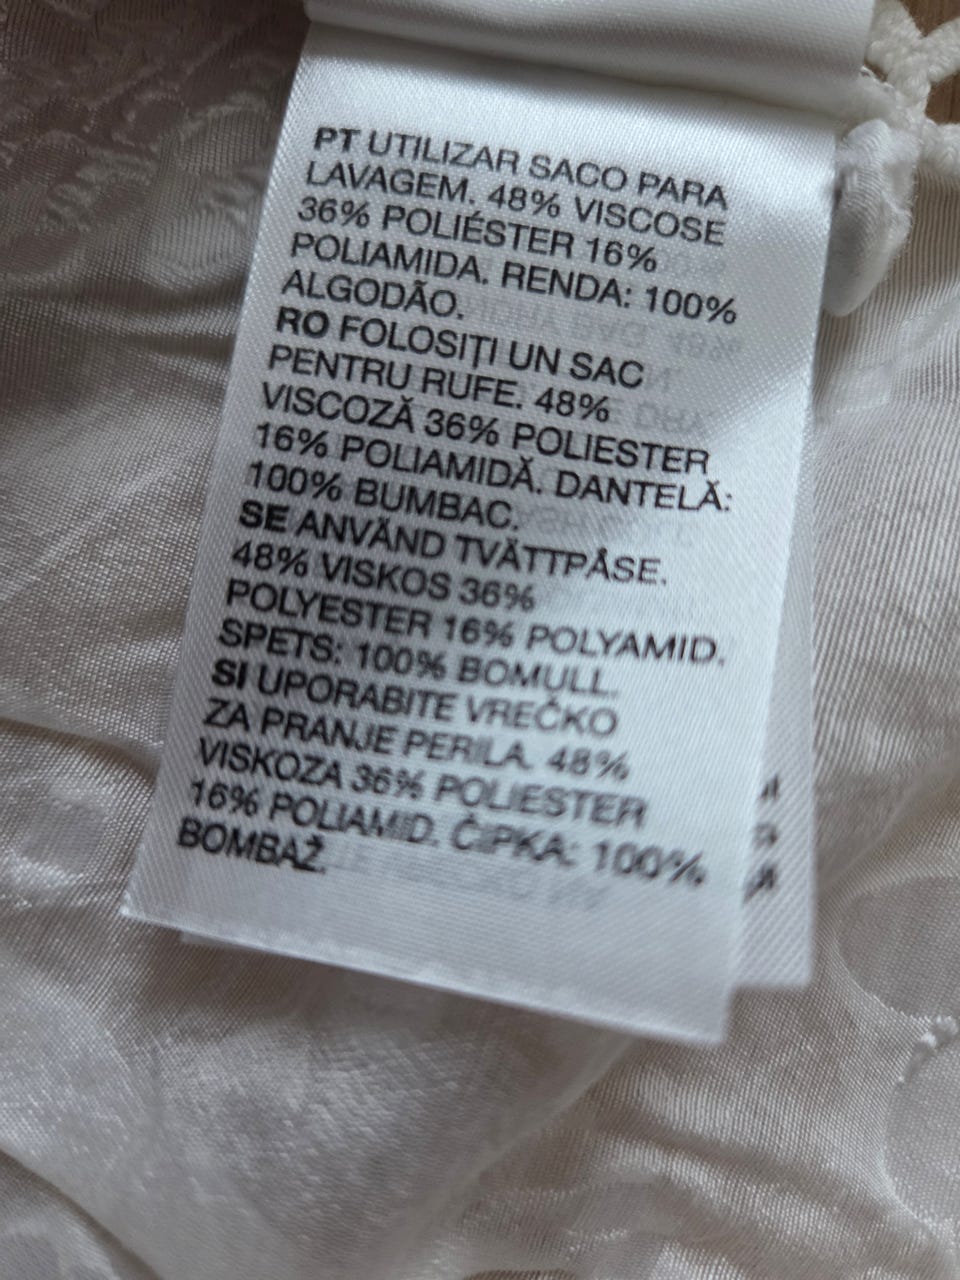 PT UTILIZAR SACO PARA
LAVAGEM. 48% VISCOSE
36% POLIÉSTER 16%
POLIAMIDA. RENDA: 100%
ALGODÃO.
RO FOLOSIȚI UN SAC
PENTRU RUFE. 48%
VISCOZĂ 36% POLIESTER
16% POLIAMIDĂ. DANTELĂ:
100% BUMBAC.
SE ANVÄND TVÄTTPÅSE.
48% VISKOS 36%
POLYESTER 16% POLYAMID.
SPETS: 100% BOMULL.
SI UPORABITE VREČKO
ZA PRANJE PERILA. 48%
VISKOZA 36% POLIESTER
16% POLIAMID. ČIPKA: 100%
BOMBAŽ.